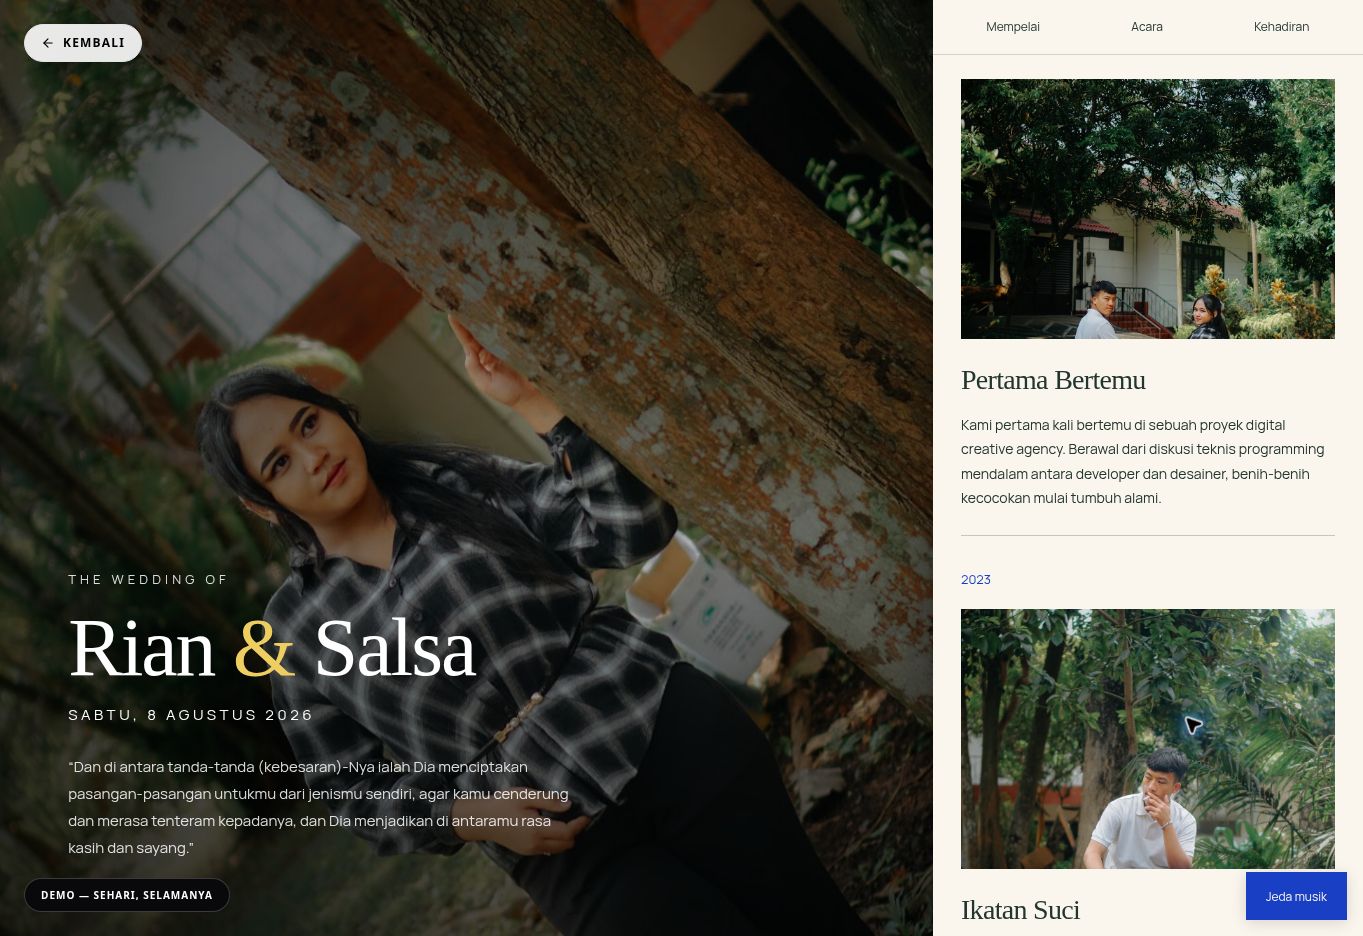 KEMBALI
THE WEDDING OF
Rian & Salsa
SABTU, 8 AGUSTUS 2026
“Dan di antara tanda-tanda (kebesaran)-Nya ialah Dia menciptakan
pasangan-pasangan untukmu dari jenismu sendiri, agar kamu cenderung
dan merasa tenteram kepadanya, dan Dia menjadikan di antaramu rasa
kasih dan sayang.”
DEMO — SEHARI, SELAMANYA
Mempelai Acara Kehadiran
Pertama Bertemu
Kami pertama kali bertemu di sebuah proyek digital
creative agency. Berawal dari diskusi teknis programming
mendalam antara developer dan desainer, benih-benih
kecocokan mulai tumbuh alami.
2023
Ikatan Suci
Jeda musik